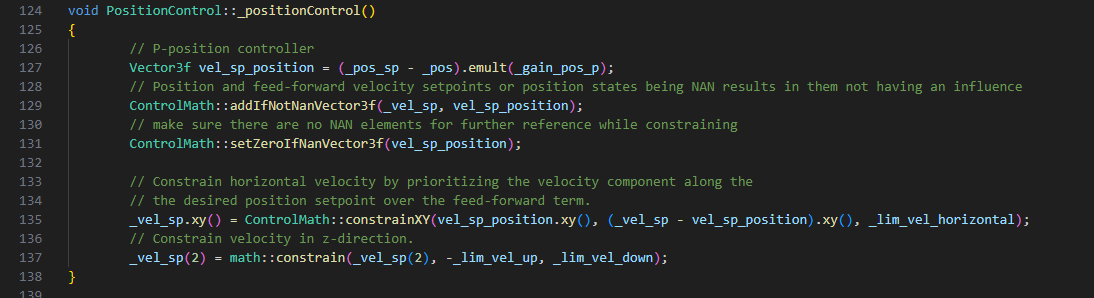 124 void PositionControl::_positionControl()
125 {
126 // P-position controller
127 Vector3f vel_sp_position = (_pos_sp - _pos).emult(_gain_pos_p);
128 // Position and feed-forward velocity setpoints or position states being NAN results in them not having an influence
129 ControlMath::addIfNotNanVector3f(_vel_sp, vel_sp_position);
130 // make sure there are no NAN elements for further reference while constraining
131 ControlMath::setZeroIfNanVector3f(vel_sp_position);
132
133 // Constrain horizontal velocity by prioritizing the velocity component along the
134 // the desired position setpoint over the feed-forward term.
135 _vel_sp.xy() = ControlMath::constrainXY(vel_sp_position.xy(), (_vel_sp - vel_sp_position).xy(), _lim_vel_horizontal);
136 // Constrain velocity in z-direction.
137 _vel_sp(2) = math::constrain(_vel_sp(2), -_lim_vel_up, _lim_vel_down);
138 }
139